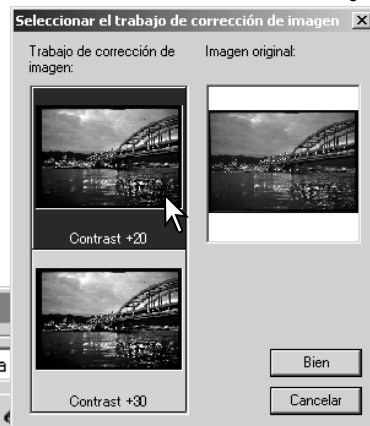 Seleccionar el trabajo de corrección de imagen
Trabajo de corrección de
imagen:
Imagen original:
Contrast +20
Contrast +30
Bien
Cancelar